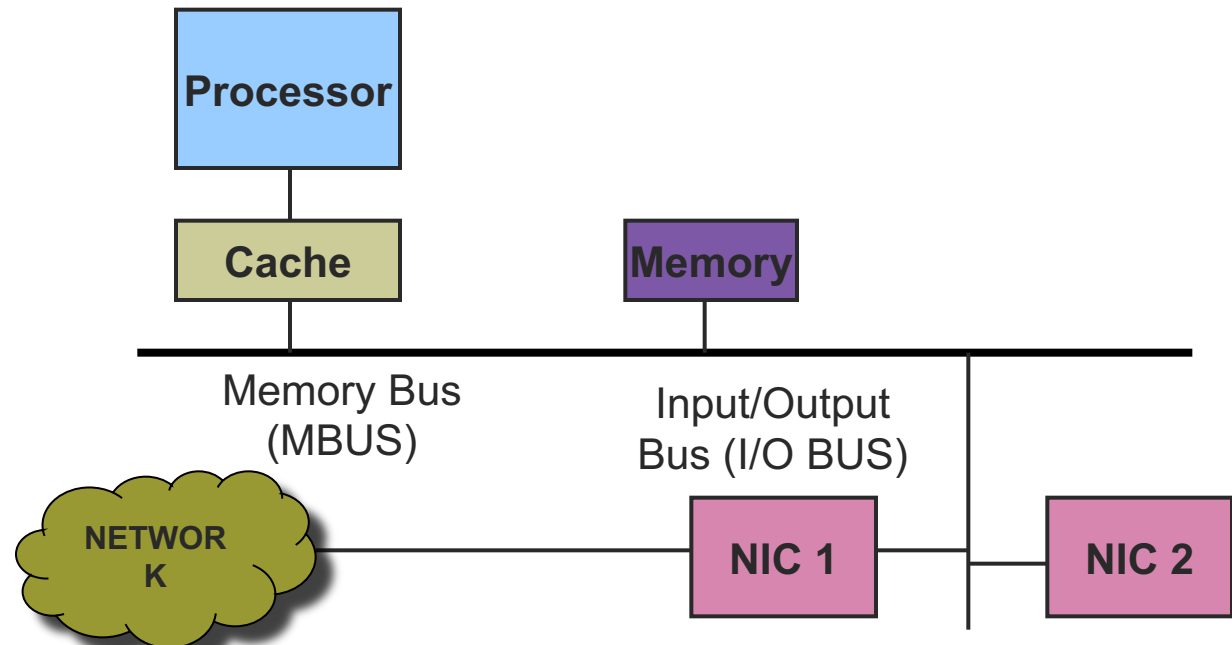 Processor
Cache
Memory
Memory Bus
(MBUS)
Input/Output
Bus (I/O BUS)
NETWOR
K
NIC 1
NIC 2